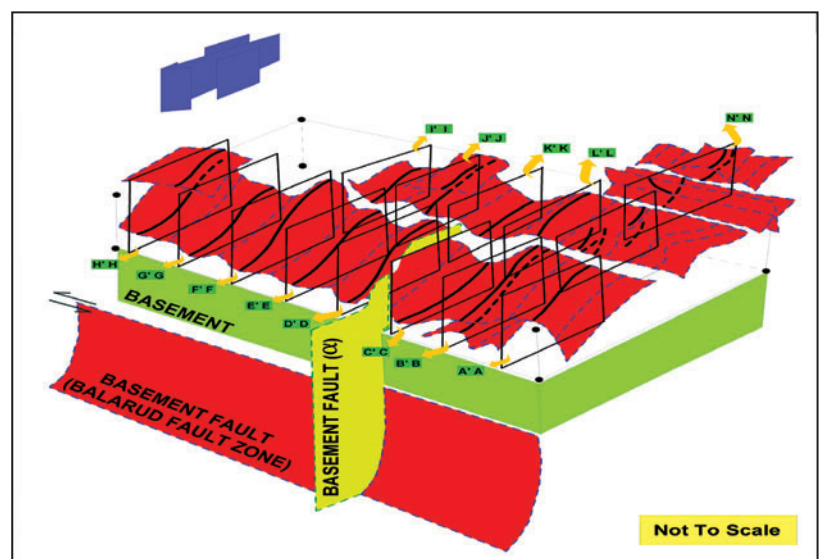 N' N
I' I
J' J
K' K
L' L
H' H
G' G
F' F
E' E
D' D
C' C
B' B
A' A
BASEMENT
BASEMENT FAULT
(BALARUD FAULT ZONE)
BASEMENT FAULT (α)
Not To Scale